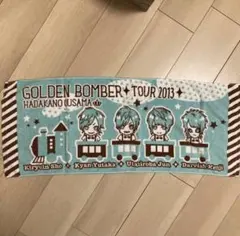 GOLDEN BOMBER TOUR 2013
HADAKANO OUSAMA
Kiryuin Sho ★ Kyan Yutaka ★ Utahiroba Jun ★ Darvish Kenji